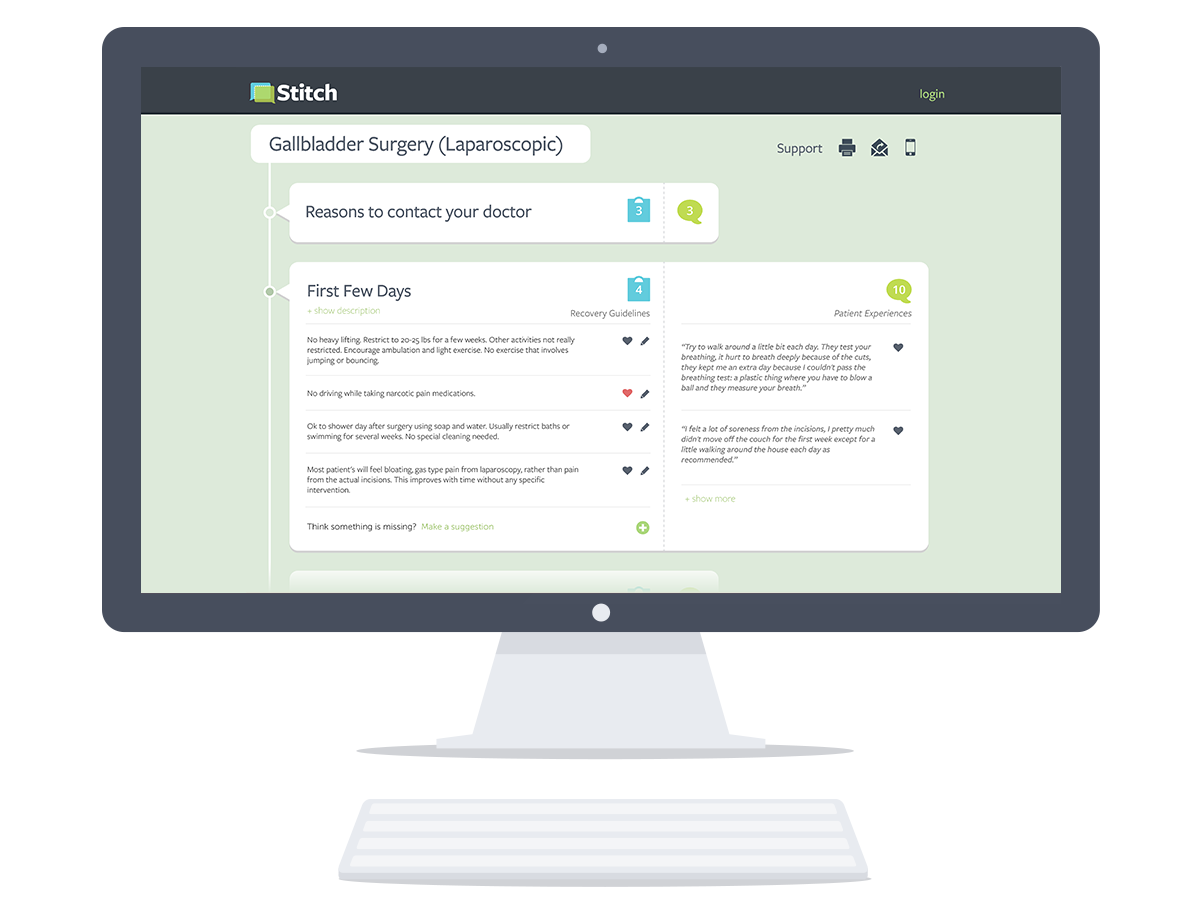 Stitch
login
Gallbladder Surgery (Laparoscopic)
Support
Reasons to contact your doctor
3
3
First Few Days
4
+ show description
Recovery Guidelines
No heavy lifting. Restrict to 20-25 lbs for a few weeks. Other activities not really
restricted. Encourage ambulation and light exercise. No exercise that involves
jumping or bouncing.
No driving while taking narcotic pain medications.
Ok to shower day after surgery using soap and water. Usually restrict baths or
swimming for several weeks. No special cleaning needed.
Most patient's will feel bloating, gas type pain from laparoscopy, rather than pain
from the actual incisions. This improves with time without any specific
intervention.
Think something is missing? Make a suggestion
10
Patient Experiences
“Try to walk around a little bit each day. They test your
breathing, it hurt to breath deeply because of the cuts,
they kept me an extra day because I couldn't pass the
breathing test: a plastic thing where you have to blow a
ball and they measure your breath.”
“I felt a lot of soreness from the incisions, I pretty much
didn't move off the couch for the first week except for a
little walking around the house each day as
recommended.”
+ show more